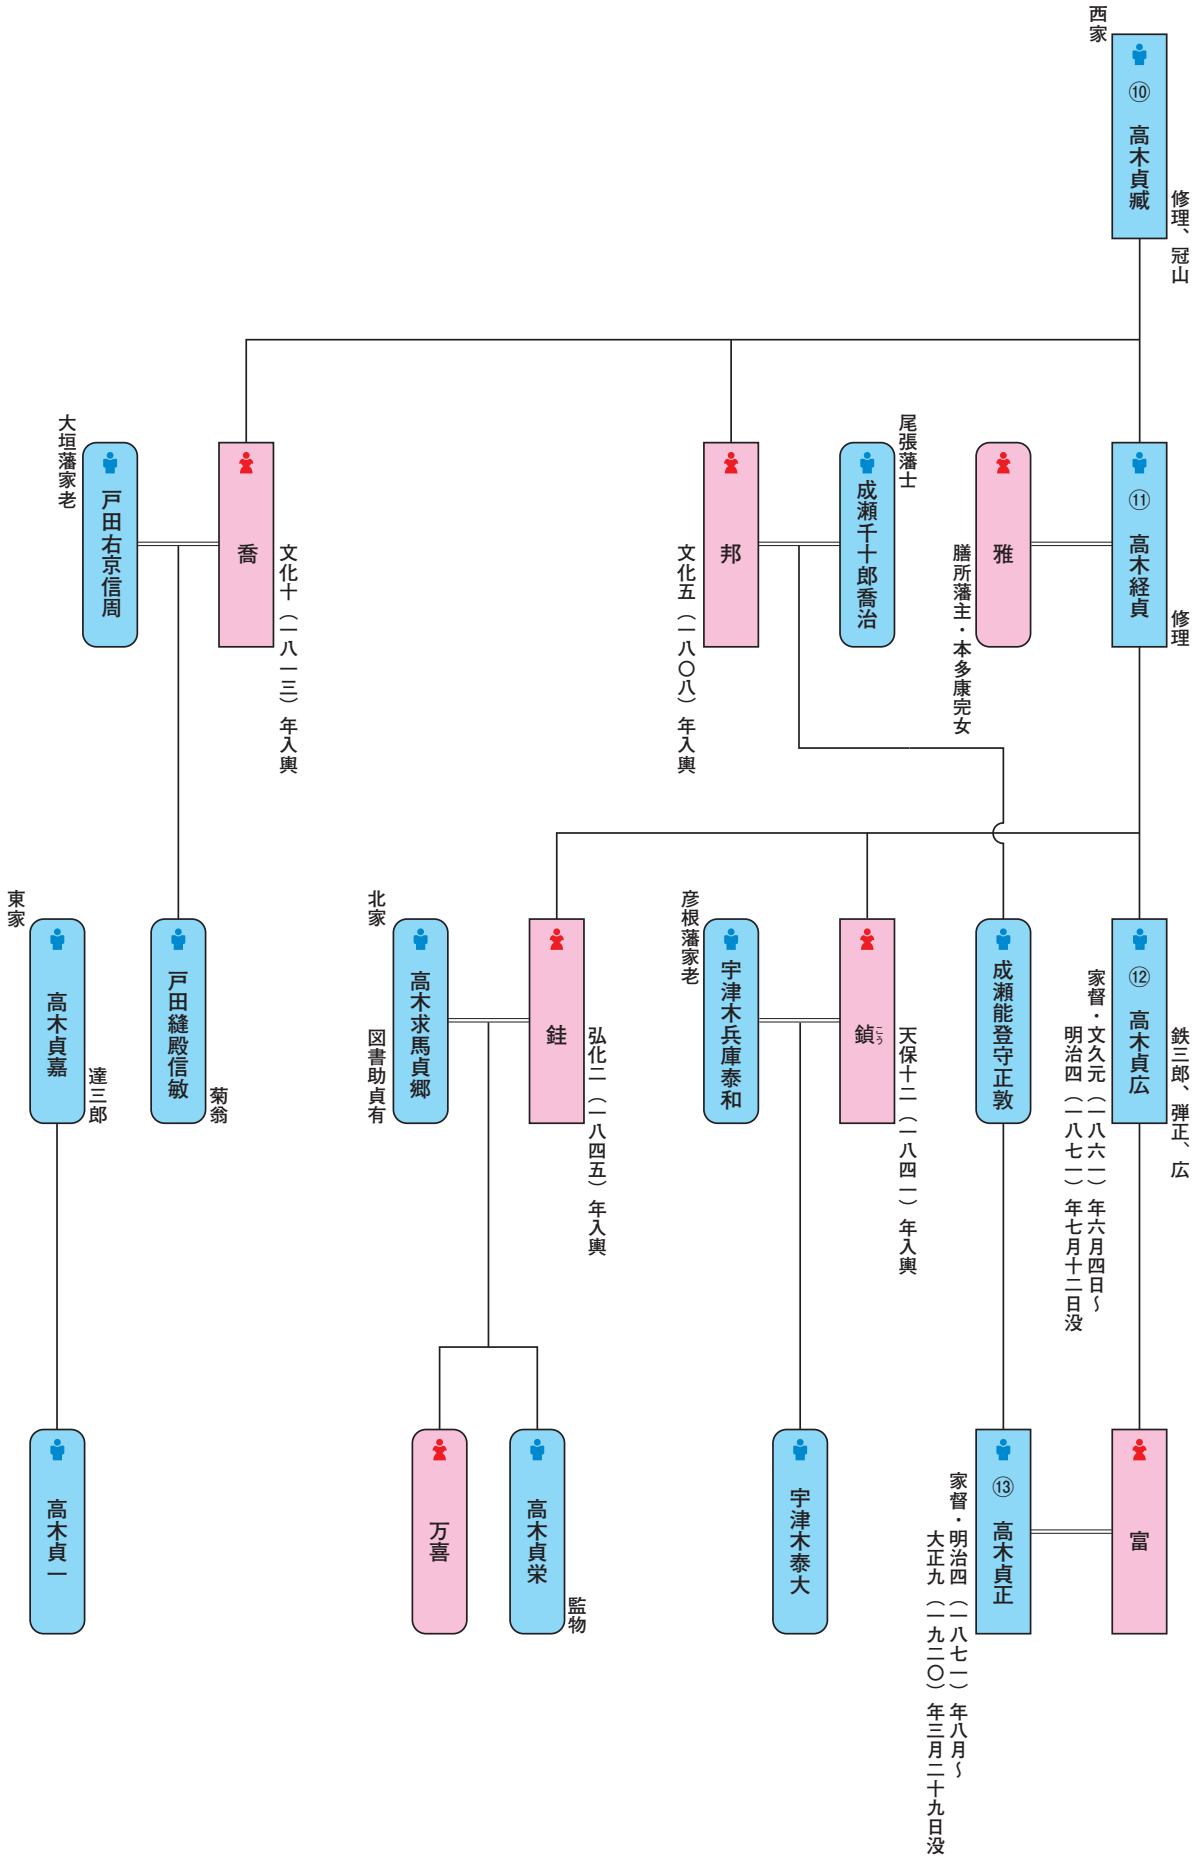 西家
⑩ 高木貞臧
修理、冠山
⑪ 高木経貞
修理
雅
膳所藩主・本多康完女
尾張藩士
成瀬千十郎喬治
邦
文化五（一八〇八）年入輿
喬
文化十（一八一三）年入輿
大垣藩家老
戸田右京信周
⑫ 高木貞広
鉄三郎、弾正、広
家督・文久元（一八六一）年六月四日～
明治四（一八七一）年七月十二日没
成瀬能登守正敦
鍞
こう
天保十二（一八四一）年入輿
彦根藩家老
宇津木兵庫泰和
銈
弘化二（一八四五）年入輿
北家
高木求馬貞郷
図書助貞有
戸田縫殿信敏
菊翁
東家
高木貞嘉
達三郎
富
⑬ 高木貞正
家督・明治四（一八七一）年八月～
大正九（一九二〇）年三月二十九日没
宇津木泰大
高木貞栄
監物
万喜
高木貞一